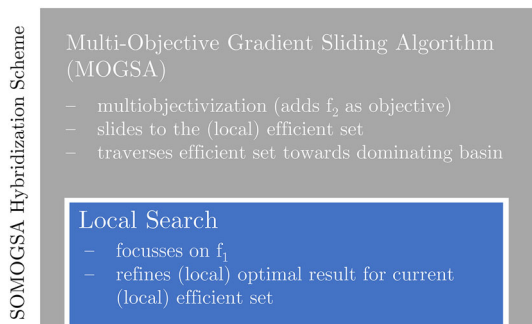 SOMOGSA Hybridization Scheme
Multi-Objective Gradient Sliding Algorithm
(MOGSA)
– multiobjectivization (adds f₂ as objective)
– slides to the (local) efficient set
– traverses efficient set towards dominating basin
Local Search
– focusses on f₁
– refines (local) optimal result for current
(local) efficient set